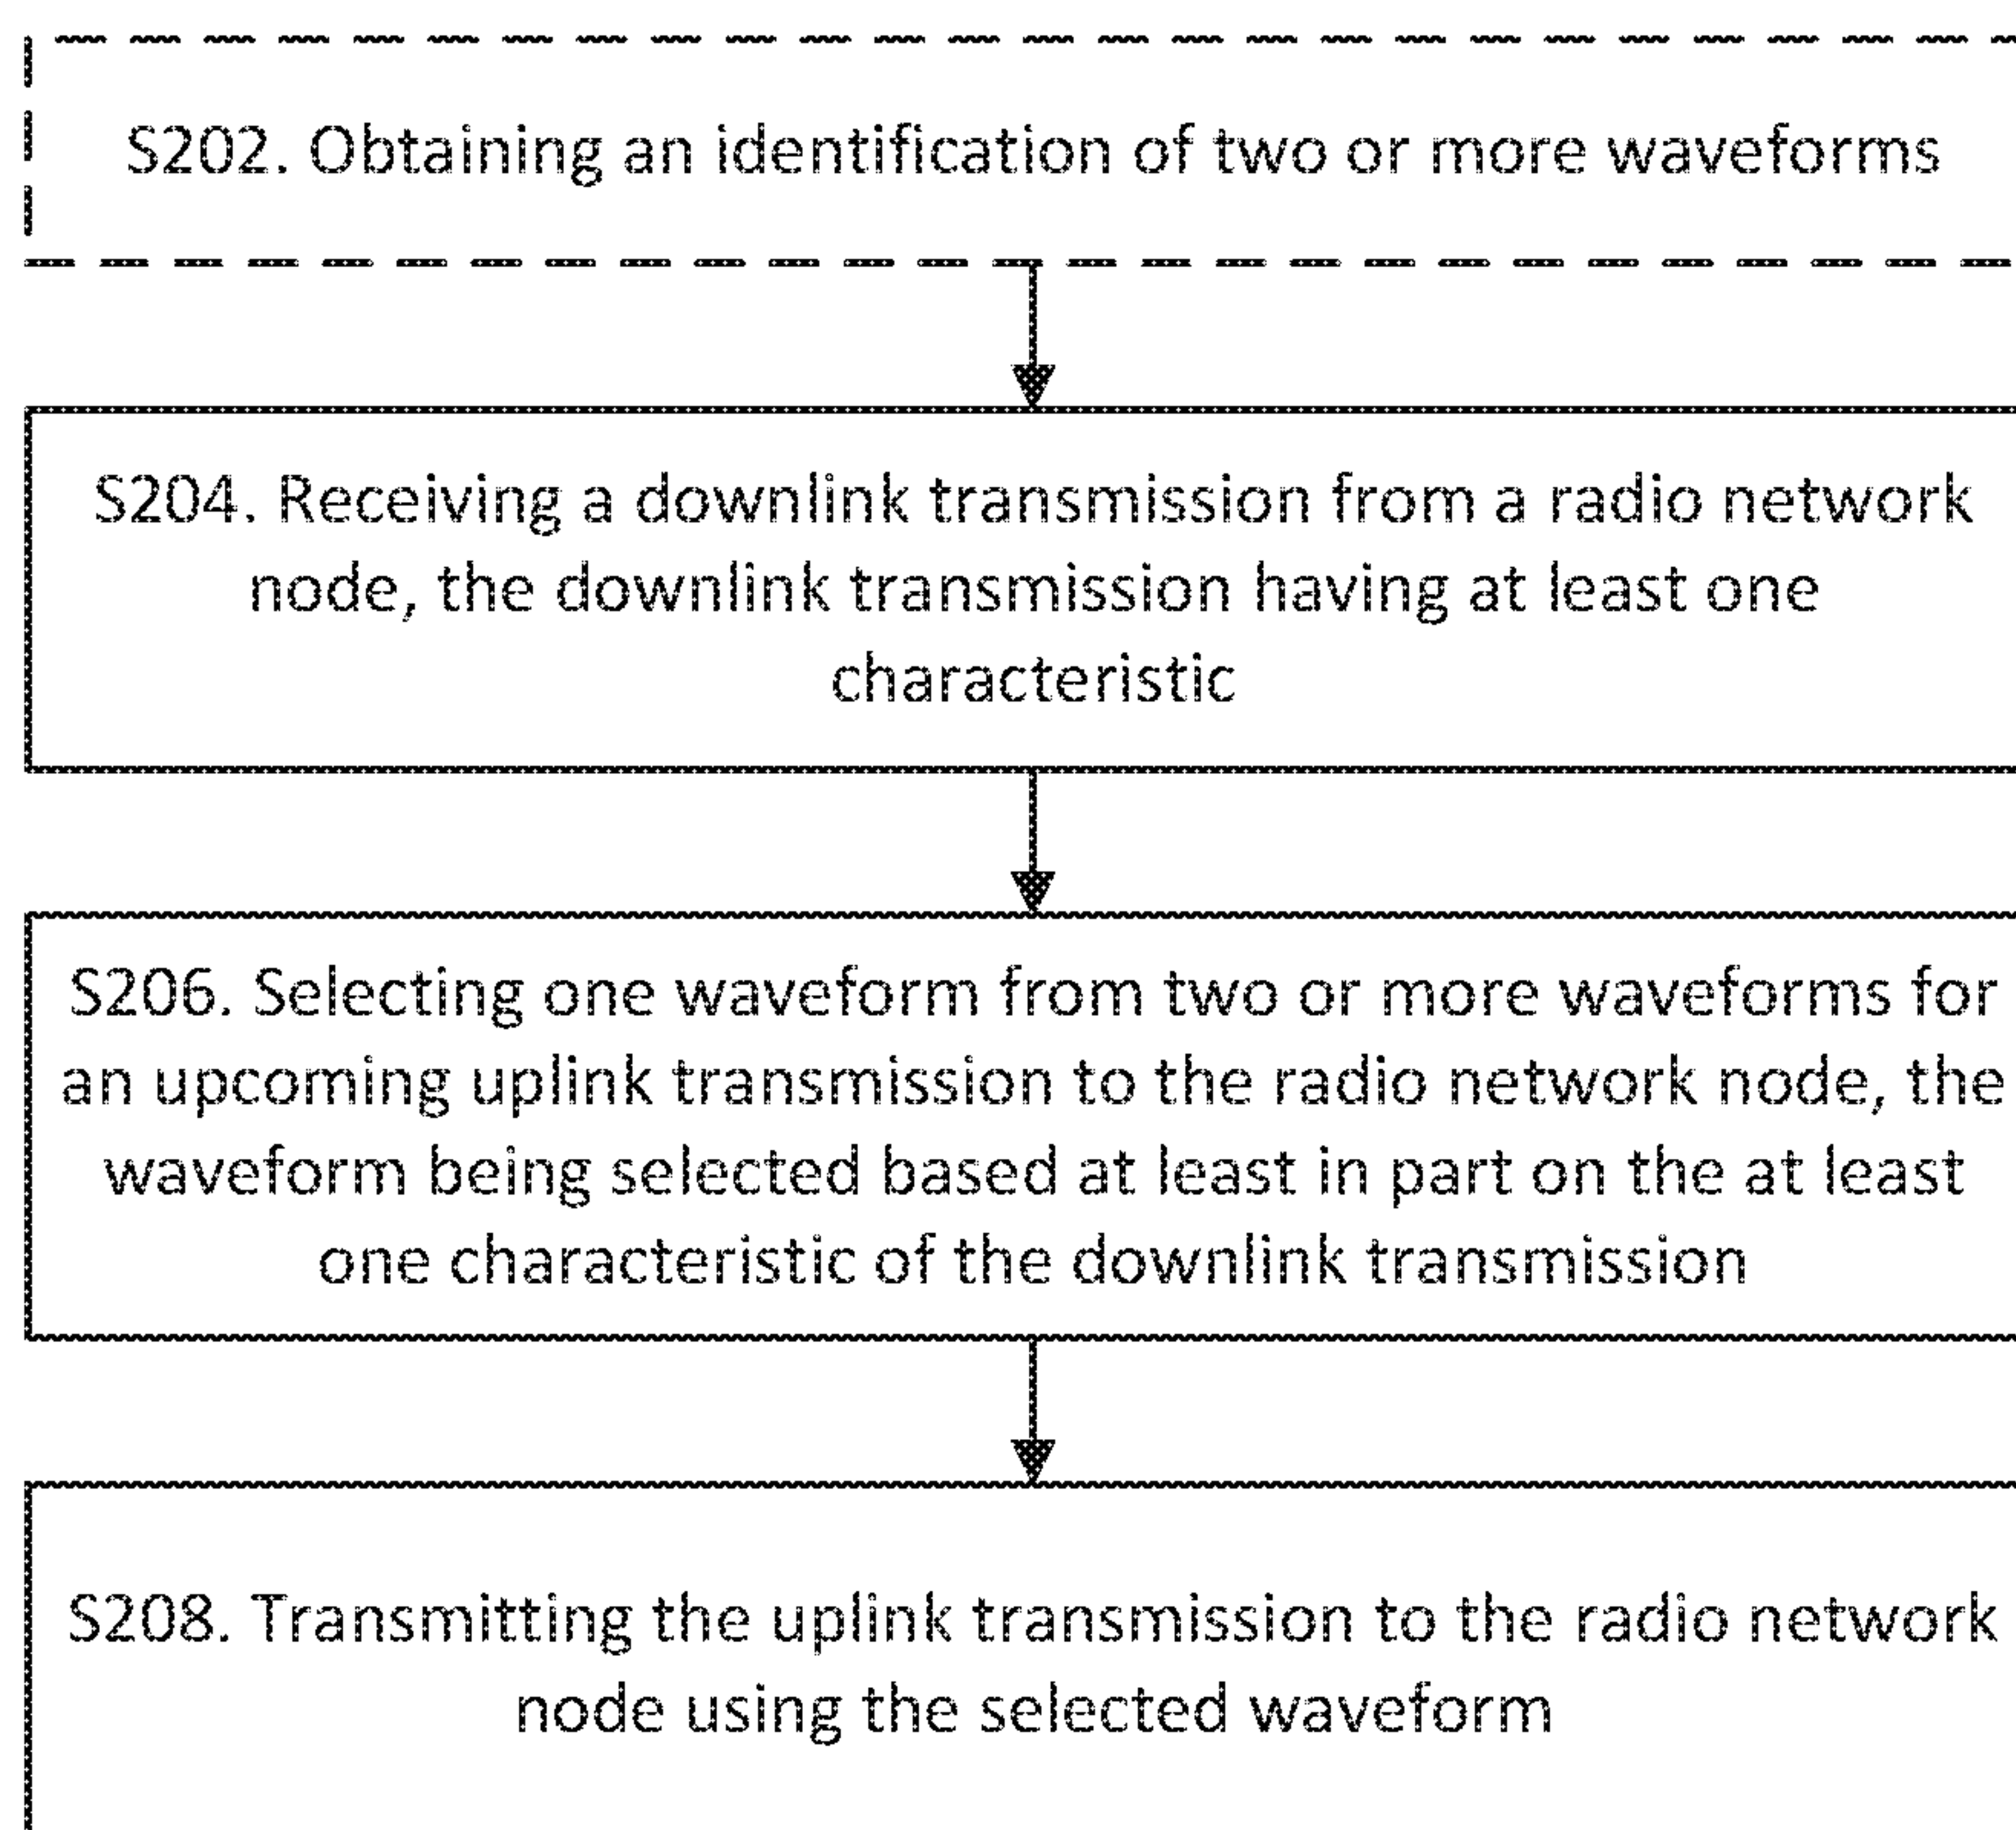 S202. Obtaining an identification of two or more waveforms
S204. Receiving a downlink transmission from a radio network
node, the downlink transmission having at least one
characteristic
S206. Selecting one waveform from two or more waveforms for
an upcoming uplink transmission to the radio network node, the
waveform being selected based at least in part on the at least
one characteristic of the downlink transmission
S208. Transmitting the uplink transmission to the radio network
node using the selected waveform